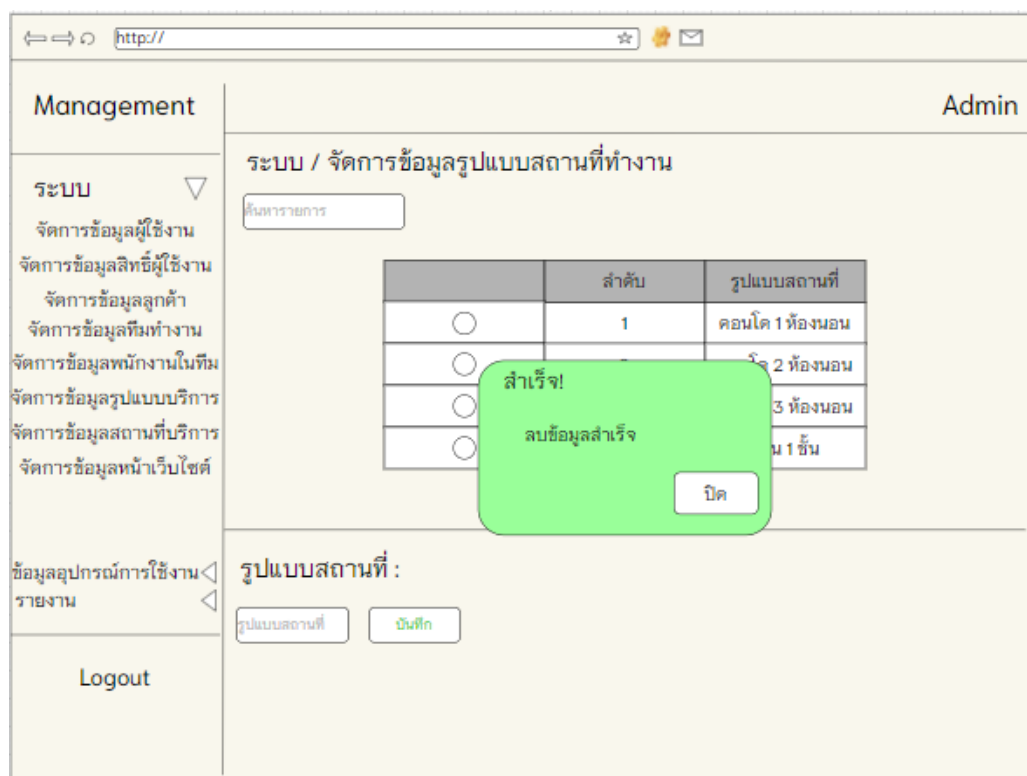 http://
Management
Admin
ระบบ / จัดการข้อมูลรูปแบบสถานที่ทำงาน
ค้นหารายการ
ระบบ
จัดการข้อมูลผู้ใช้งาน
จัดการข้อมูลสิทธิ์ผู้ใช้งาน
จัดการข้อมูลลูกค้า
จัดการข้อมูลทีมทำงาน
จัดการข้อมูลพนักงานในทีม
จัดการข้อมูลรูปแบบบริการ
จัดการข้อมูลสถานที่บริการ
จัดการข้อมูลหน้าเว็บไซต์
ข้อมูลอุปกรณ์การใช้งาน
รายงาน
Logout
ลำดับ รูปแบบสถานที่
1 คอนโด 1 ห้องนอน
2 ห้องนอน
3 ห้องนอน
1 ชั้น
สำเร็จ!
ลบข้อมูลสำเร็จ
ปิด
รูปแบบสถานที่ :
รูปแบบสถานที่ บันทึก